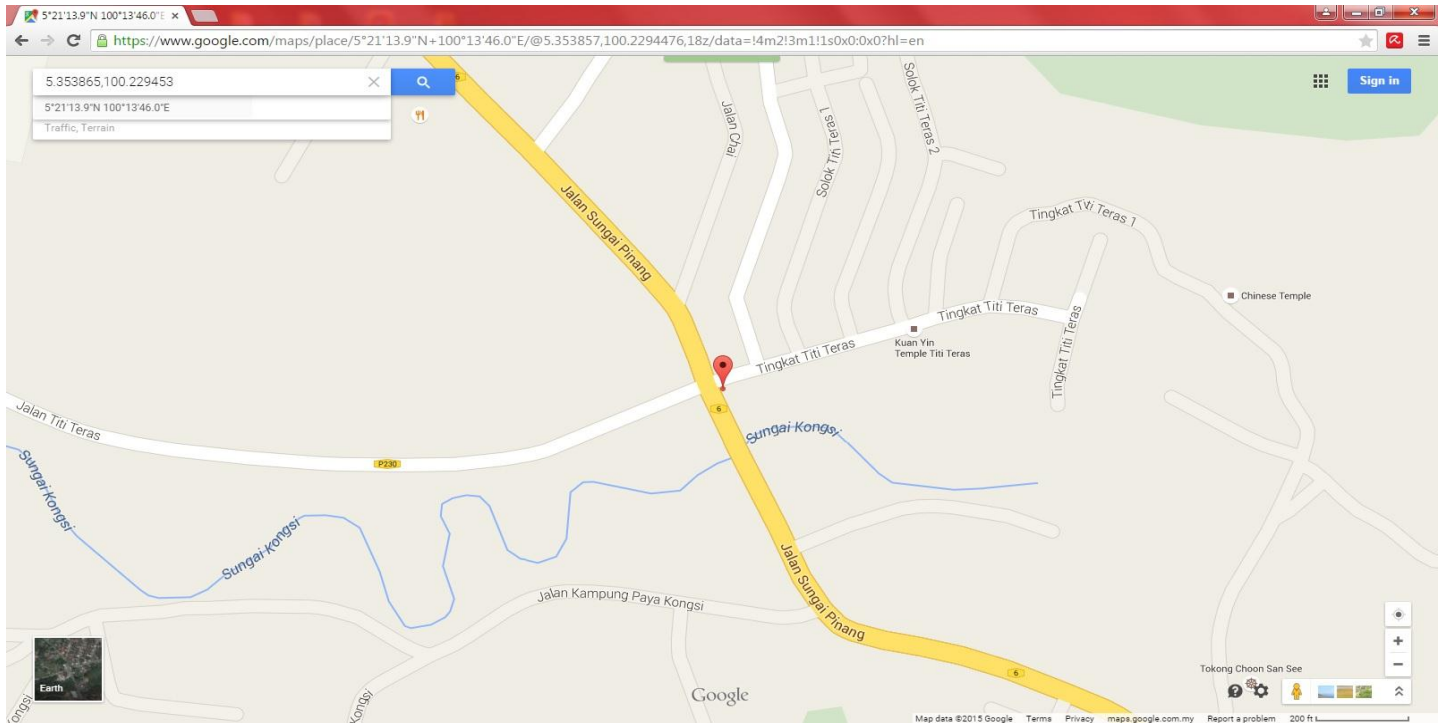 5°21'13.9"N 100°13'46.0"E
https://www.google.com/maps/place/5°21'13.9"N+100°13'46.0"E/@5.353857,100.2294476,18z/data=!4m2!3m1!1s0x0:0x0?hl=en
5.353865,100.229453
5°21'13.9"N 100°13'46.0"E
Traffic, Terrain
Sign in
6
Jalan Chai
Solok Titi Teras 1
Solok Titi Teras 2
Jalan Sungai Pinang
Tingkat Titi Teras 1
Chinese Temple
Tingkat Titi Teras
Kuan Yin
Temple Titi Teras
Tingkat Titi Teras
Tingkat Titi Teras
6
Jalan Titi Teras
Sungai Kongsi
P230
Sungai Kongsi
Sungai Kongsi
Jalan Kampung Paya Kongsi
Jalan Sungai Pinang
6
Tokong Choon San See
Earth
Google
Map data ©2015 Google Terms Privacy maps.google.com.my Report a problem 200 ft